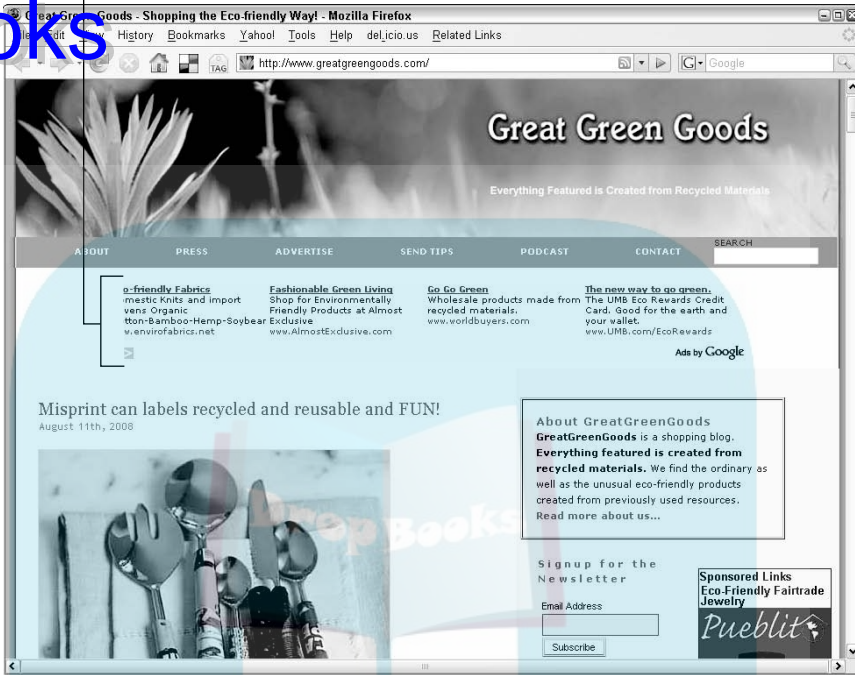 Great Green Goods - Shopping the Eco-friendly Way! - Mozilla Firefox
oks
Edit View History Bookmarks Yahoo! Tools Help del.icio.us Related Links
TAG http://www.greatgreengoods.com/ G Google
Great Green Goods
Everything Featured is Created from Recycled Materials
ABOUT PRESS ADVERTISE SEND TIPS PODCAST CONTACT SEARCH
o-friendly Fabrics
mestic Knits and import
vens Organic
tton-Bamboo-Hemp-Soybear
w.envirofabrics.net
Fashionable Green Living
Shop for Environmentally
Friendly Products at Almost
Exclusive
www.AlmostExclusive.com
Go Go Green
Wholesale products made from
recycled materials.
www.worldbuyers.com
The new way to go green.
The UMB Eco Rewards Credit
Card. Good for the earth and
your wallet.
www.UMB.com/EcoRewards
Ads by Google
Misprint can labels recycled and reusable and FUN!
August 11th, 2008
DropBooks
About GreatGreenGoods
GreatGreenGoods is a shopping blog.
Everything featured is created from
recycled materials. We find the ordinary as
well as the unusual eco-friendly products
created from previously used resources.
Read more about us...
Signup for the
Newsletter
Email Address
Subscribe
Sponsored Links
Eco-Friendly Fairtrade
Jewelry
Pueblit